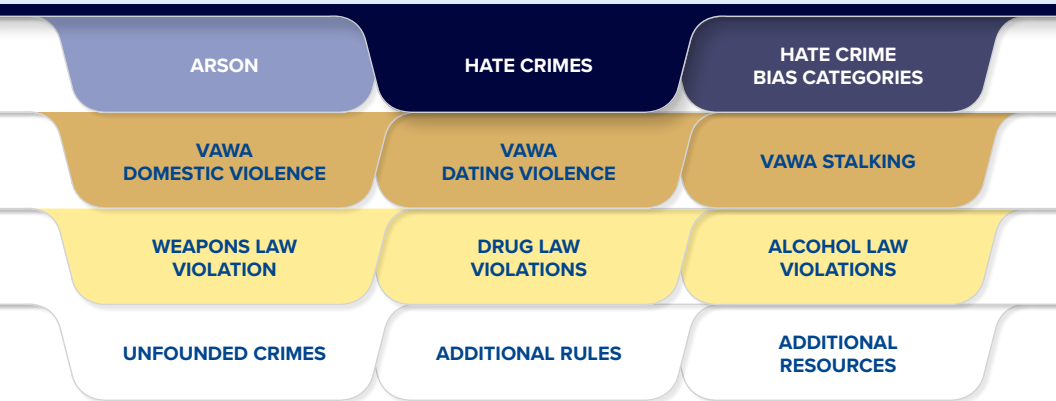 ARSON
HATE CRIMES
HATE CRIME
BIAS CATEGORIES
VAWA
DOMESTIC VIOLENCE
VAWA
DATING VIOLENCE
VAWA STALKING
WEAPONS LAW
VIOLATION
DRUG LAW
VIOLATIONS
ALCOHOL LAW
VIOLATIONS
UNFOUNDED CRIMES
ADDITIONAL RULES
ADDITIONAL
RESOURCES